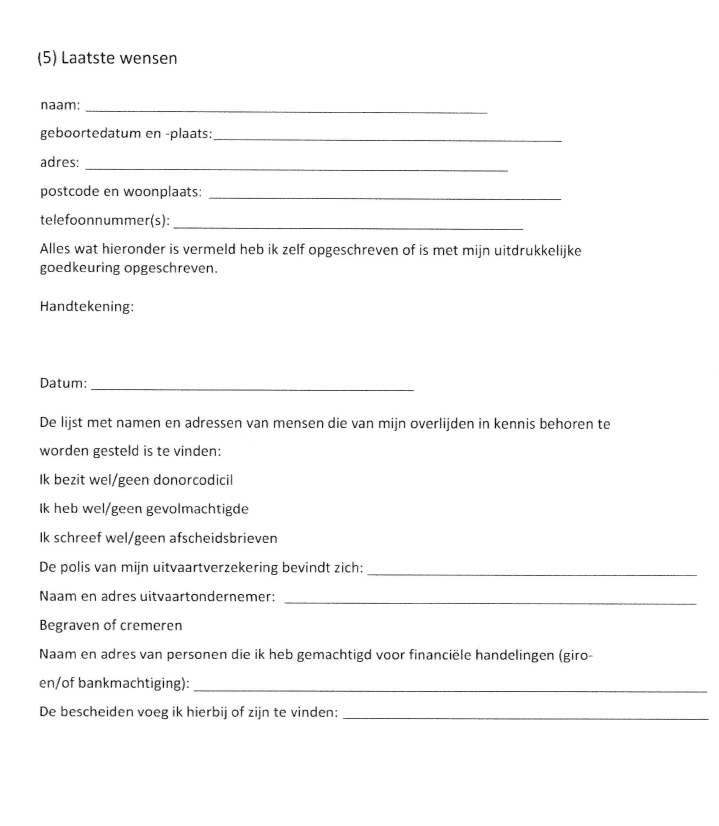 (5) Laatste wensen
naam:
geboortedatum en -plaats:
adres:
postcode en woonplaats:
telefoonnummer(s):
Alles wat hieronder is vermeld heb ik zelf opgeschreven of is met mijn uitdrukkelijke
goedkeuring opgeschreven.
Handtekening:
Datum:
De lijst met namen en adressen van mensen die van mijn overlijden in kennis behoren te
worden gesteld is te vinden:
Ik bezit wel/geen donorcodicil
Ik heb wel/geen gevolmachtigde
Ik schreef wel/geen afscheidsbrieven
De polis van mijn uitvaartverzekering bevindt zich:
Naam en adres uitvaartondernemer:
Begraven of cremeren
Naam en adres van personen die ik heb gemachtigd voor financiële handelingen (giro-
en/of bankmachtiging):
De bescheiden voeg ik hierbij of zijn te vinden: